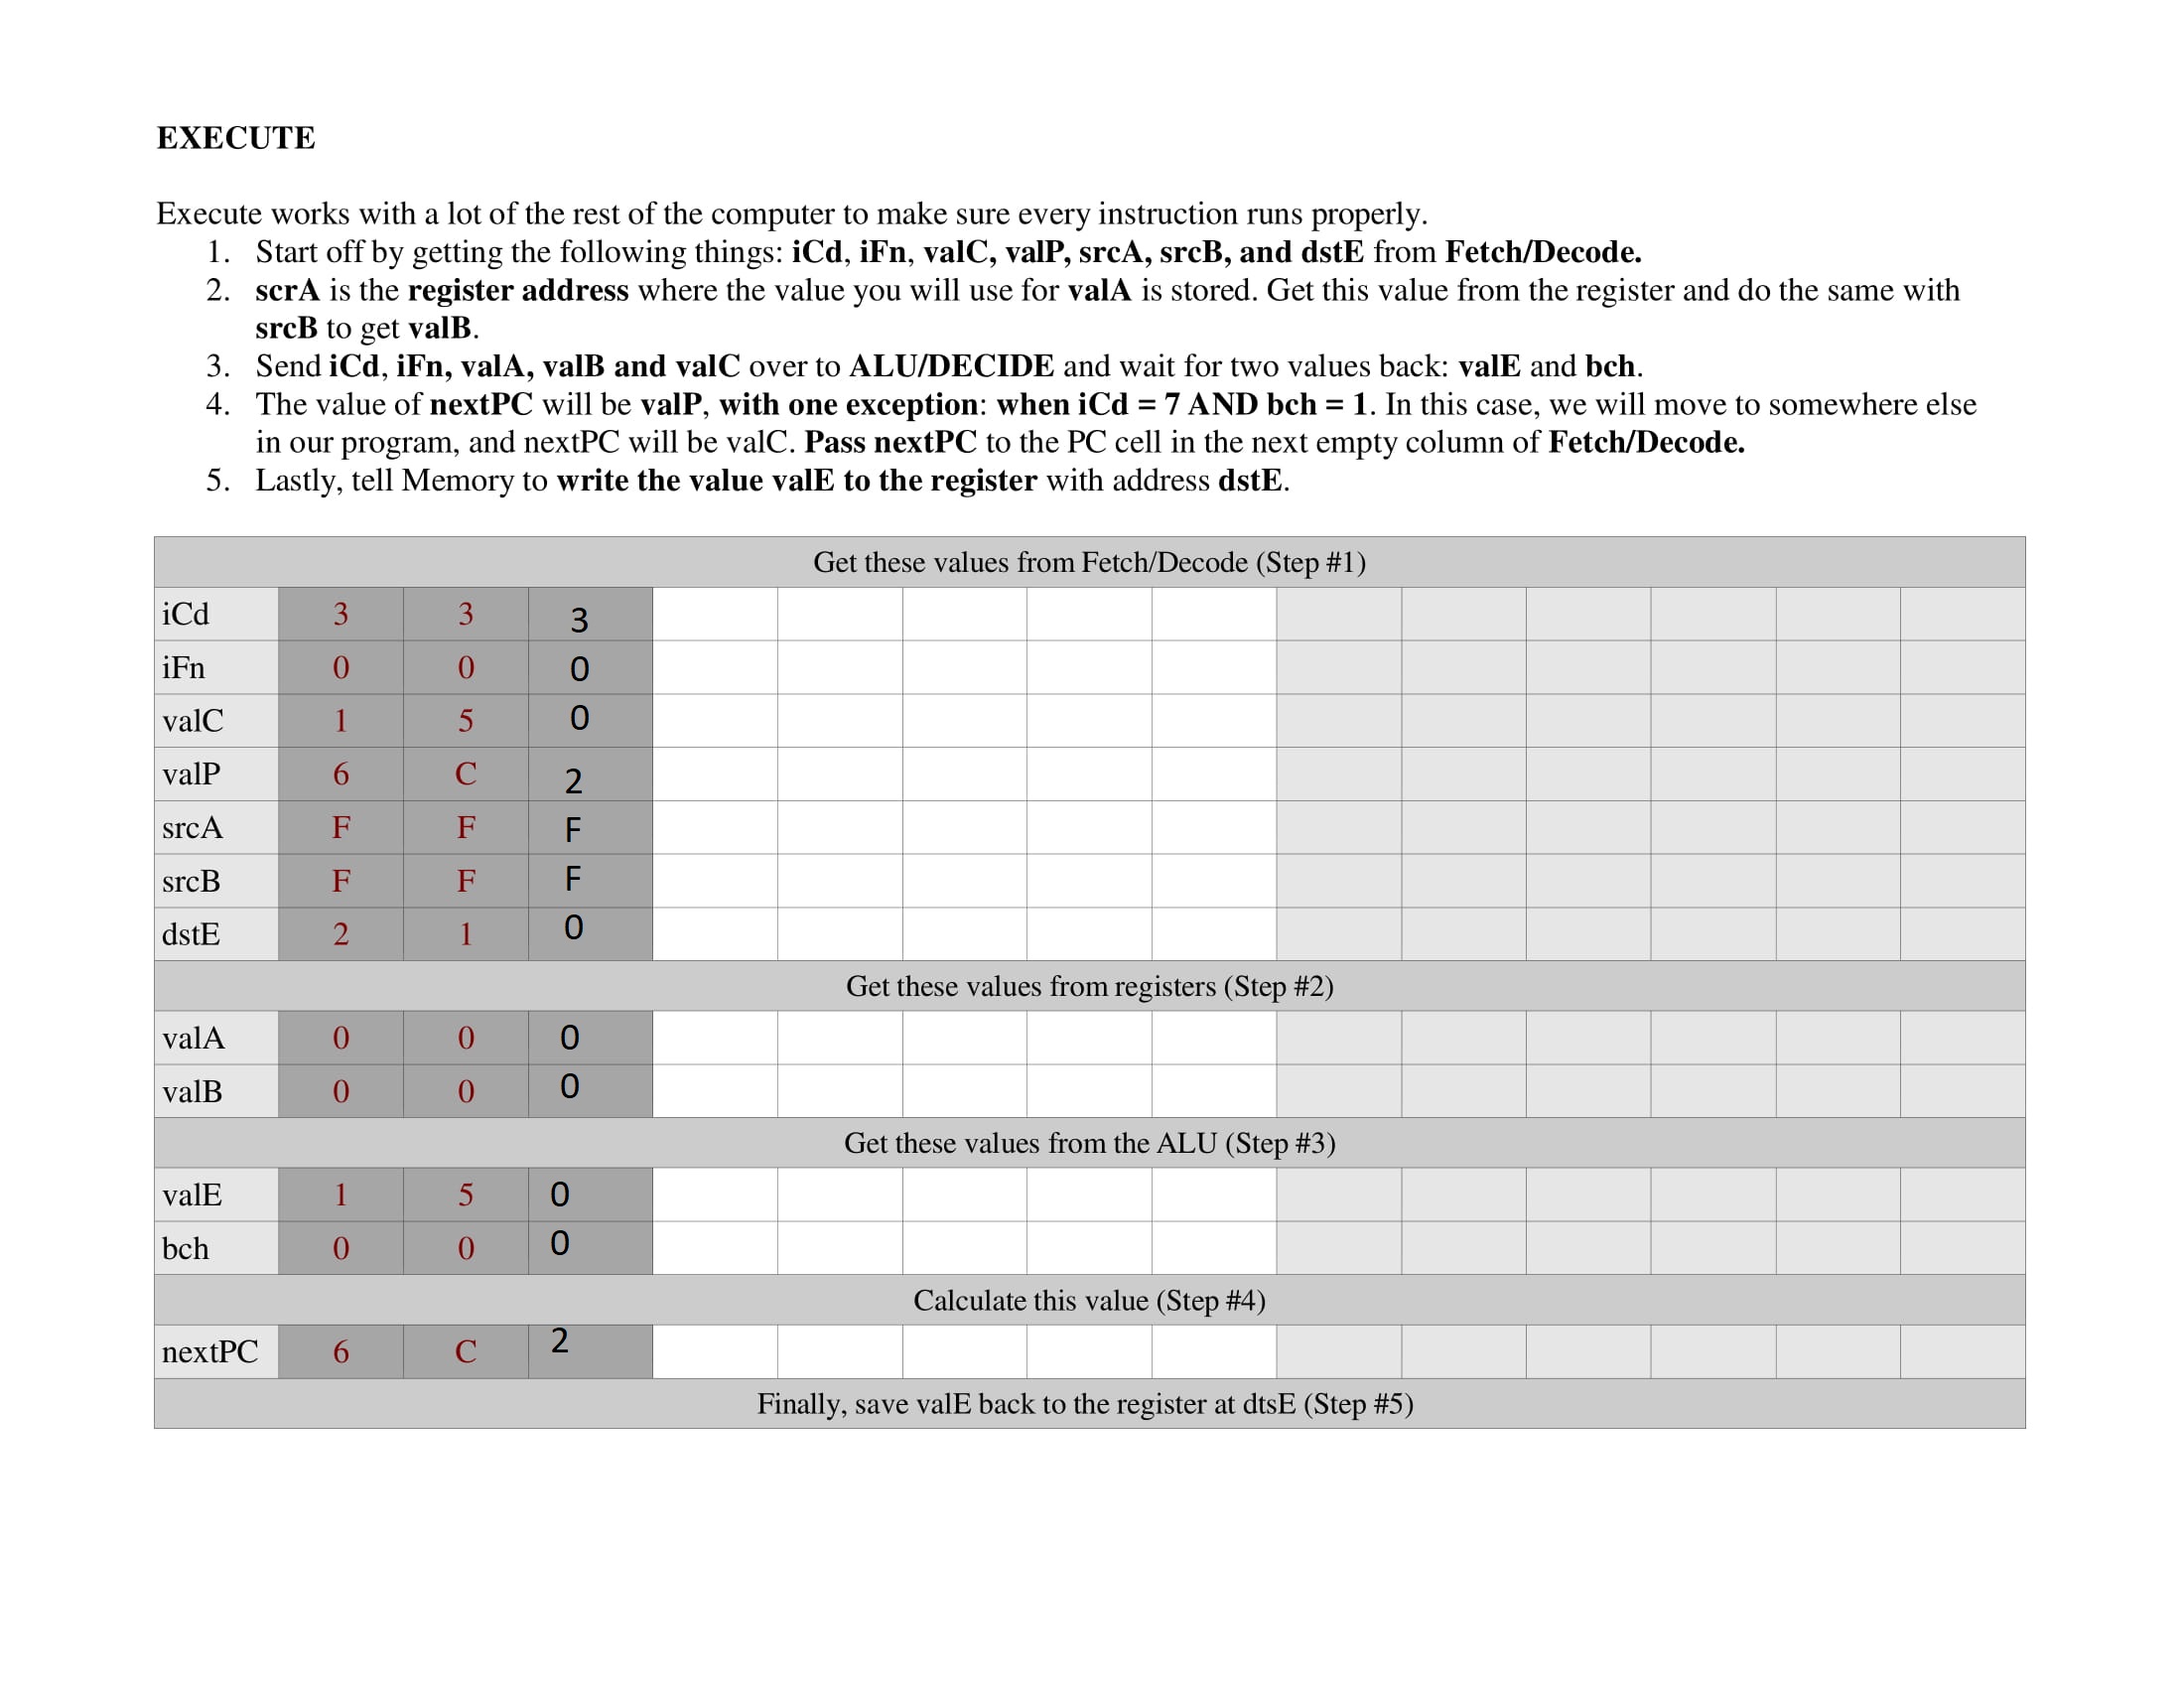 EXECUTE
Execute works with a lot of the rest of the computer to make sure every instruction runs properly.
1. Start off by getting the following things: iCd, iFn, valC, valP, srcA, srcB, and dstE from Fetch/Decode.
2. scrA is the register address where the value you will use for valA is stored. Get this value from the register and do the same with
srcB to get valB.
3. Send iCd, iFn, valA, valB and valC over to ALU/DECIDE and wait for two values back: valE and bch.
4. The value of nextPC will be valP, with one exception: when iCd = 7 AND bch = 1. In this case, we will move to somewhere else
in our program, and nextPC will be valC. Pass nextPC to the PC cell in the next empty column of Fetch/Decode.
5. Lastly, tell Memory to write the value valE to the register with address dstE.
Get these values from Fetch/Decode (Step #1)
iCd 3 3 3
iFn 0 0 0
valC 1 5 0
valP 6 C 2
srcA F F F
srcB F F F
dstE 2 1 0
Get these values from registers (Step #2)
valA 0 0 0
valB 0 0 0
Get these values from the ALU (Step #3)
valE 1 5 0
bch 0 0 0
Calculate this value (Step #4)
nextPC 6 C 2
Finally, save valE back to the register at dtsE (Step #5)